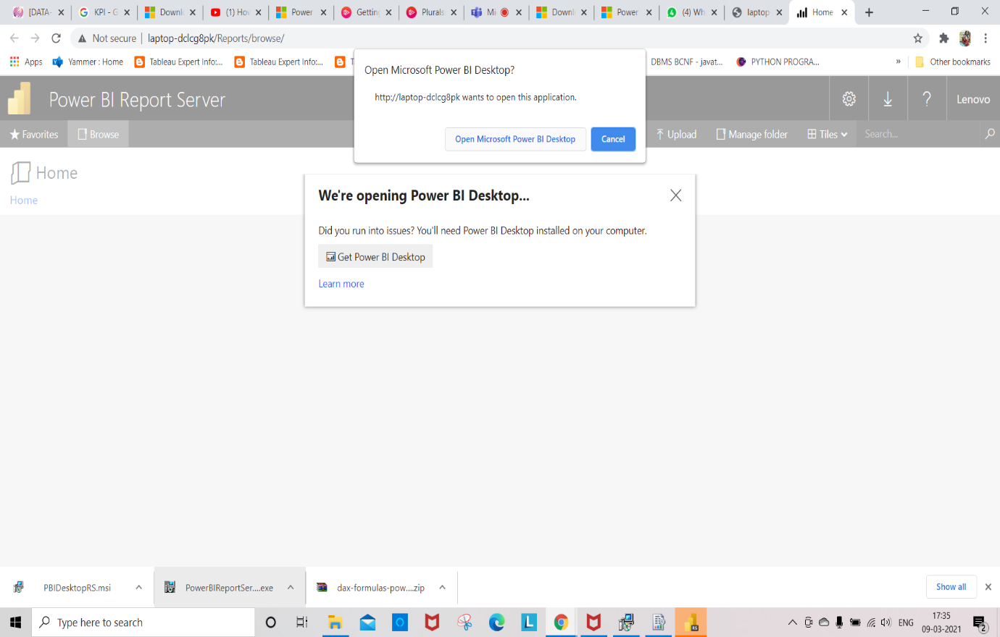 [DATA-
KPI - G
Downl
(1) Hov
Power
Getting
Plurals
Mi
Downl
Power
(4) Wh
laptop
Home
Not secure
laptop-dclcg8pk/Reports/browse/
Apps
Yammer : Home
Tableau Expert Info:...
Tableau Expert Info:...
DBMS BCNF - javat...
PYTHON PROGRA...
»
Other bookmarks
Open Microsoft Power BI Desktop?
http://laptop-dclcg8pk wants to open this application.
Open Microsoft Power BI Desktop
Cancel
Power BI Report Server
?
Lenovo
Favorites
Browse
Upload
Manage folder
Tiles
Search...
Home
Home
We're opening Power BI Desktop...
Did you run into issues? You'll need Power BI Desktop installed on your computer.
Get Power BI Desktop
Learn more
PBIDesktopRS.msi
PowerBIReportSer....exe
dax-formulas-pow....zip
Show all
Type here to search
L
RS
ENG
17:35
09-03-2021
2